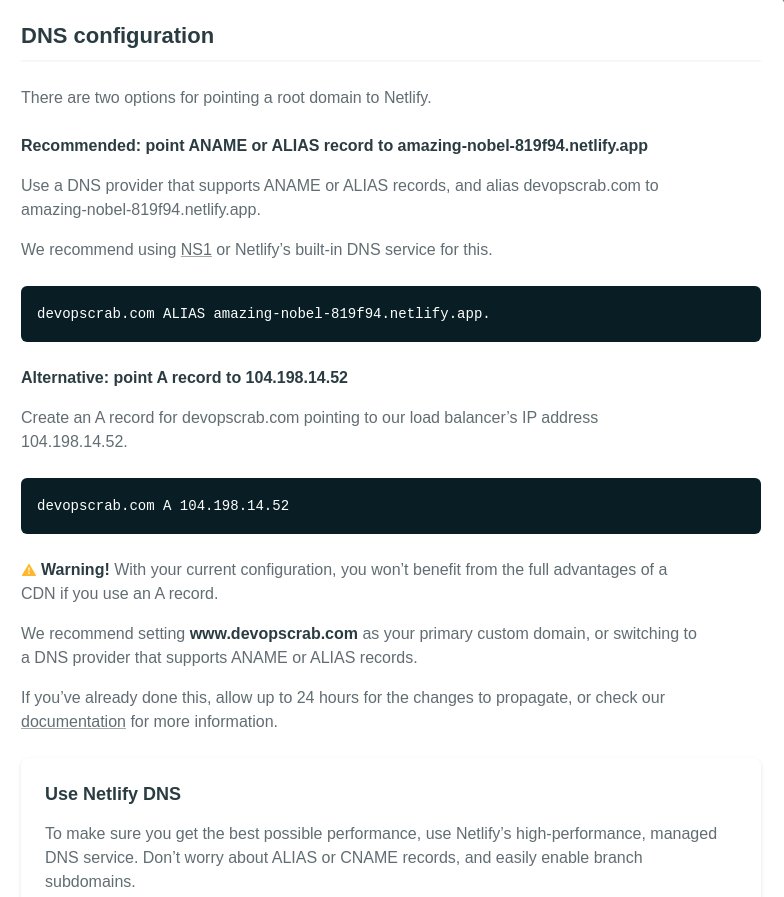 DNS configuration
There are two options for pointing a root domain to Netlify.
Recommended: point ANAME or ALIAS record to amazing-nobel-819f94.netlify.app
Use a DNS provider that supports ANAME or ALIAS records, and alias devopscrab.com to
amazing-nobel-819f94.netlify.app.
We recommend using NS1 or Netlify’s built-in DNS service for this.
devopscrab.com ALIAS amazing-nobel-819f94.netlify.app.
Alternative: point A record to 104.198.14.52
Create an A record for devopscrab.com pointing to our load balancer’s IP address
104.198.14.52.
devopscrab.com A 104.198.14.52
Warning! With your current configuration, you won’t benefit from the full advantages of a
CDN if you use an A record.
We recommend setting www.devopscrab.com as your primary custom domain, or switching to
a DNS provider that supports ANAME or ALIAS records.
If you’ve already done this, allow up to 24 hours for the changes to propagate, or check our
documentation for more information.
Use Netlify DNS
To make sure you get the best possible performance, use Netlify’s high-performance, managed
DNS service. Don’t worry about ALIAS or CNAME records, and easily enable branch
subdomains.